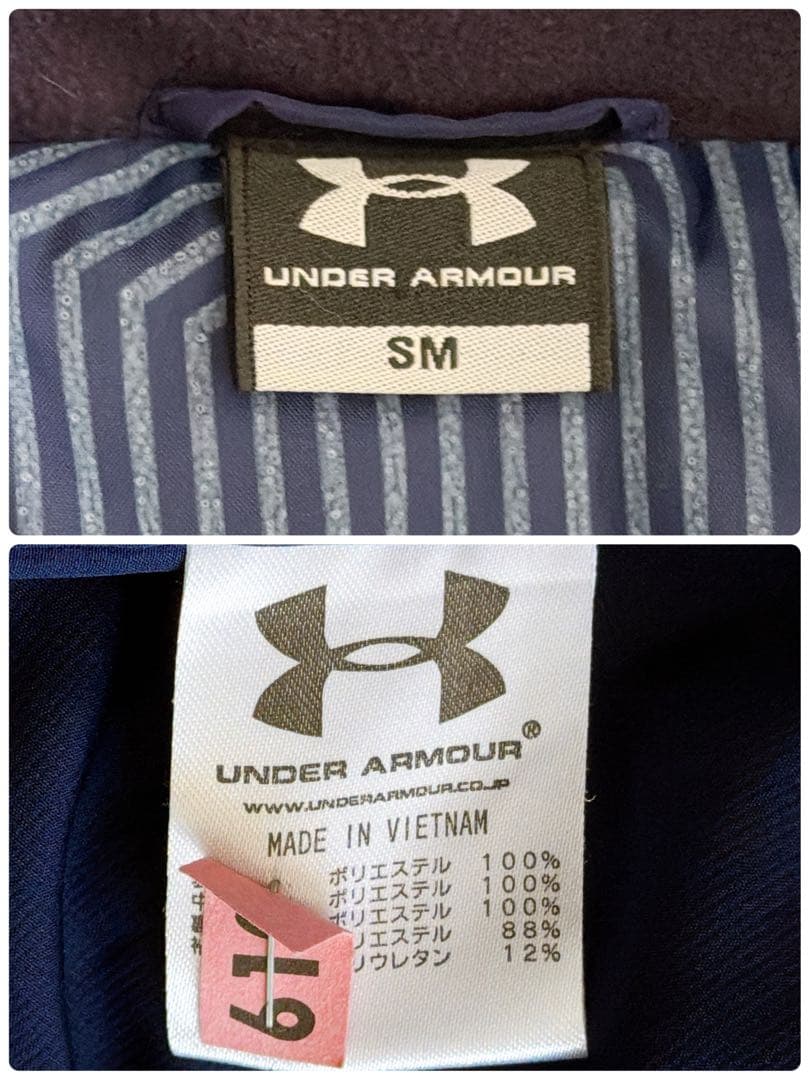 UNDER ARMOUR
SM
UNDER ARMOUR®
WWW.UNDERARMOUR.CO.JP
MADE IN VIETNAM
ポリエステル 100%
中 ポリエステル 100%
ポリエステル 100%
リエステル 88%
リウレタン 12%
619